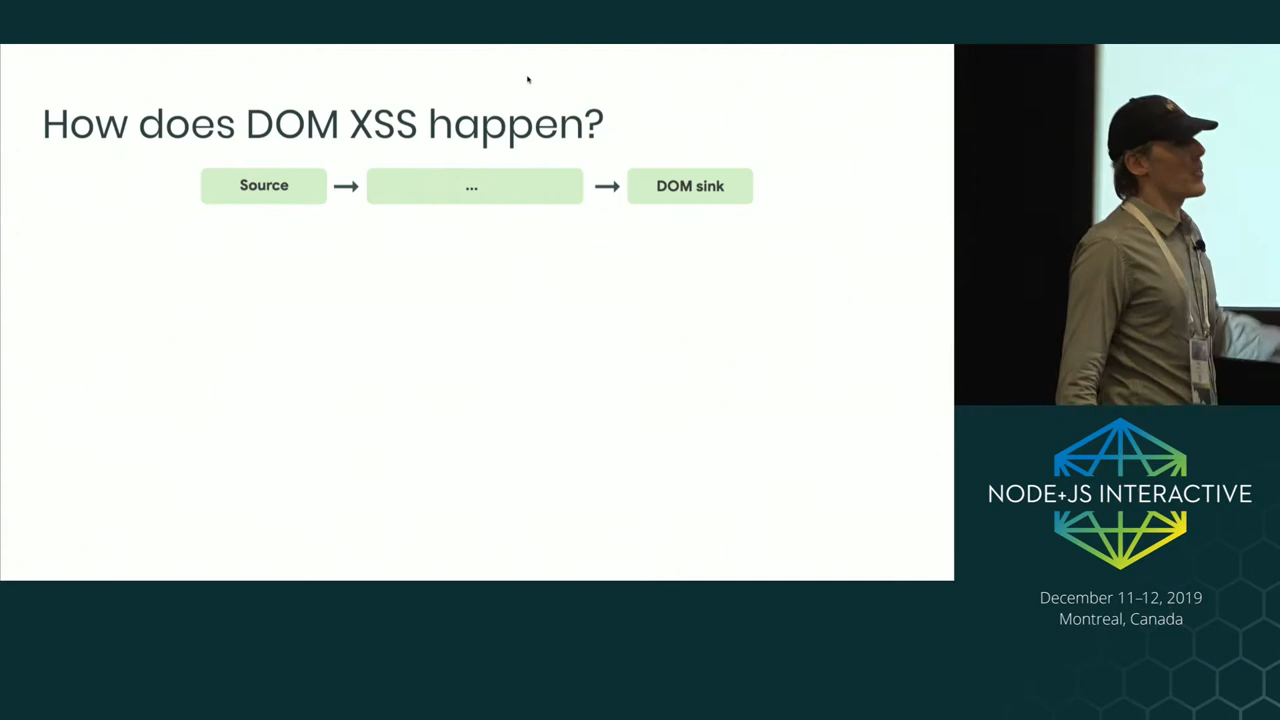 How does DOM XSS happen?
Source
...
DOM sink
NODE+JS INTERACTIVE
December 11–12, 2019
Montreal, Canada